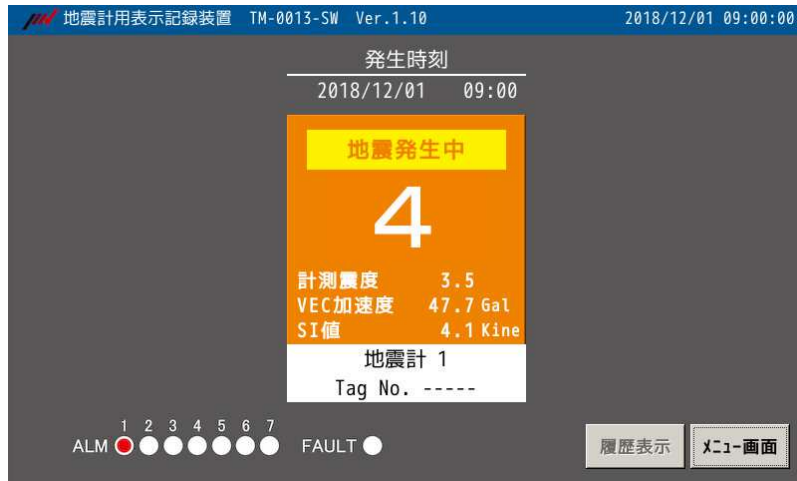 地震計用表示記録装置 TM-0013-SW Ver.1.10 2018/12/01 09:00:00
発生時刻
2018/12/01 09:00
地震発生中
4
計測震度 3.5
VEC加速度 47.7 Gal
SI値 4.1 Kine
地震計 1
Tag No. -----
1 2 3 4 5 6 7
ALM FAULT
履歴表示 ﾒﾆｭｰ画面